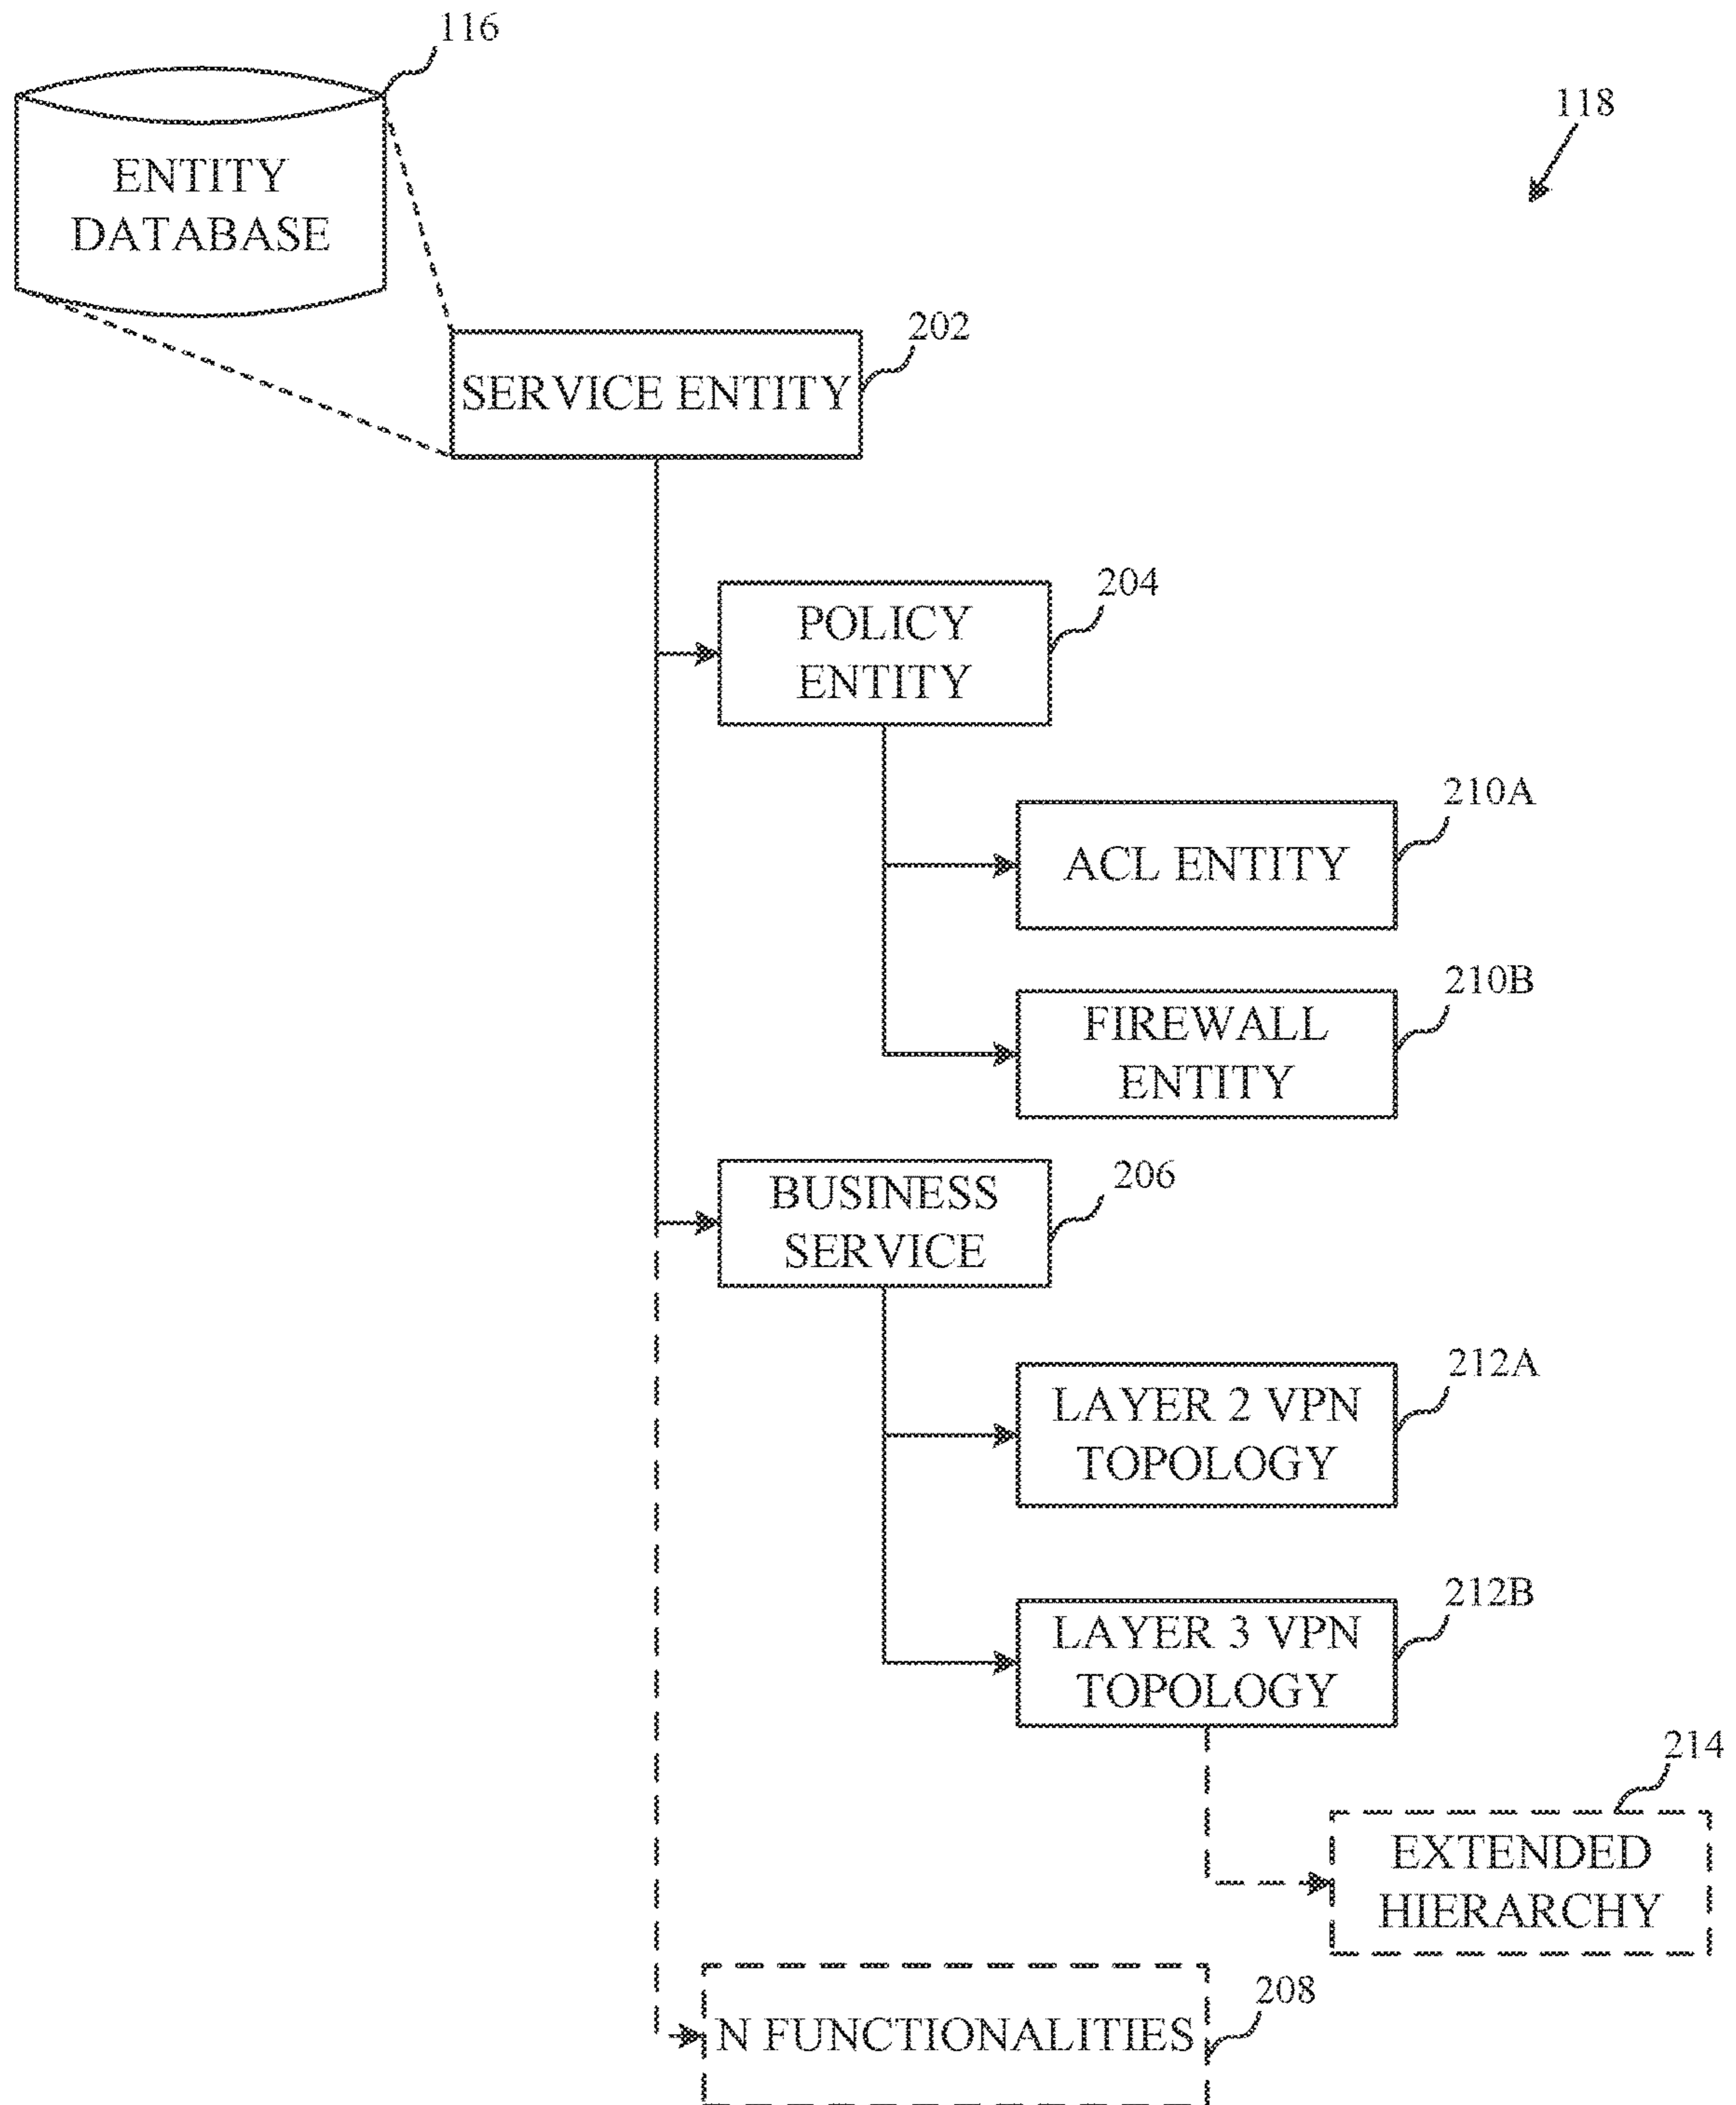 116
118
ENTITY
DATABASE
202
SERVICE ENTITY
204
POLICY
ENTITY
210A
ACL ENTITY
210B
FIREWALL
ENTITY
206
BUSINESS
SERVICE
212A
LAYER 2 VPN
TOPOLOGY
212B
LAYER 3 VPN
TOPOLOGY
214
EXTENDED
HIERARCHY
208
N FUNCTIONALITIES